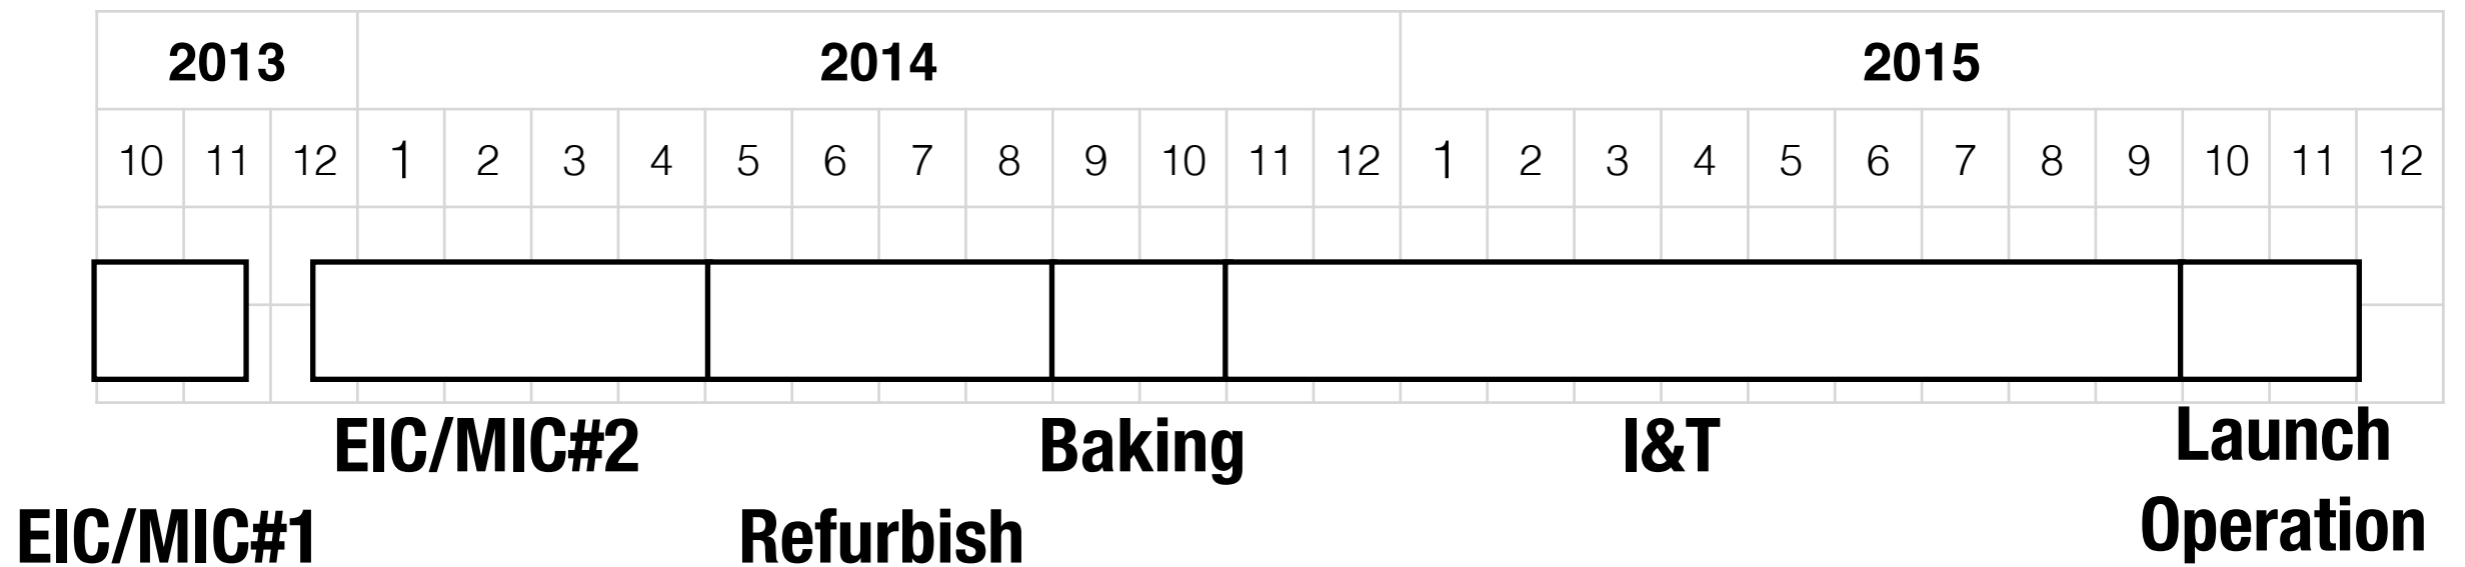 2013 2014 2015
10 11 12 1 2 3 4 5 6 7 8 9 10 11 12 1 2 3 4 5 6 7 8 9 10 11 12
EIC/MIC#2 Baking I&T Launch
EIC/MIC#1 Refurbish Operation